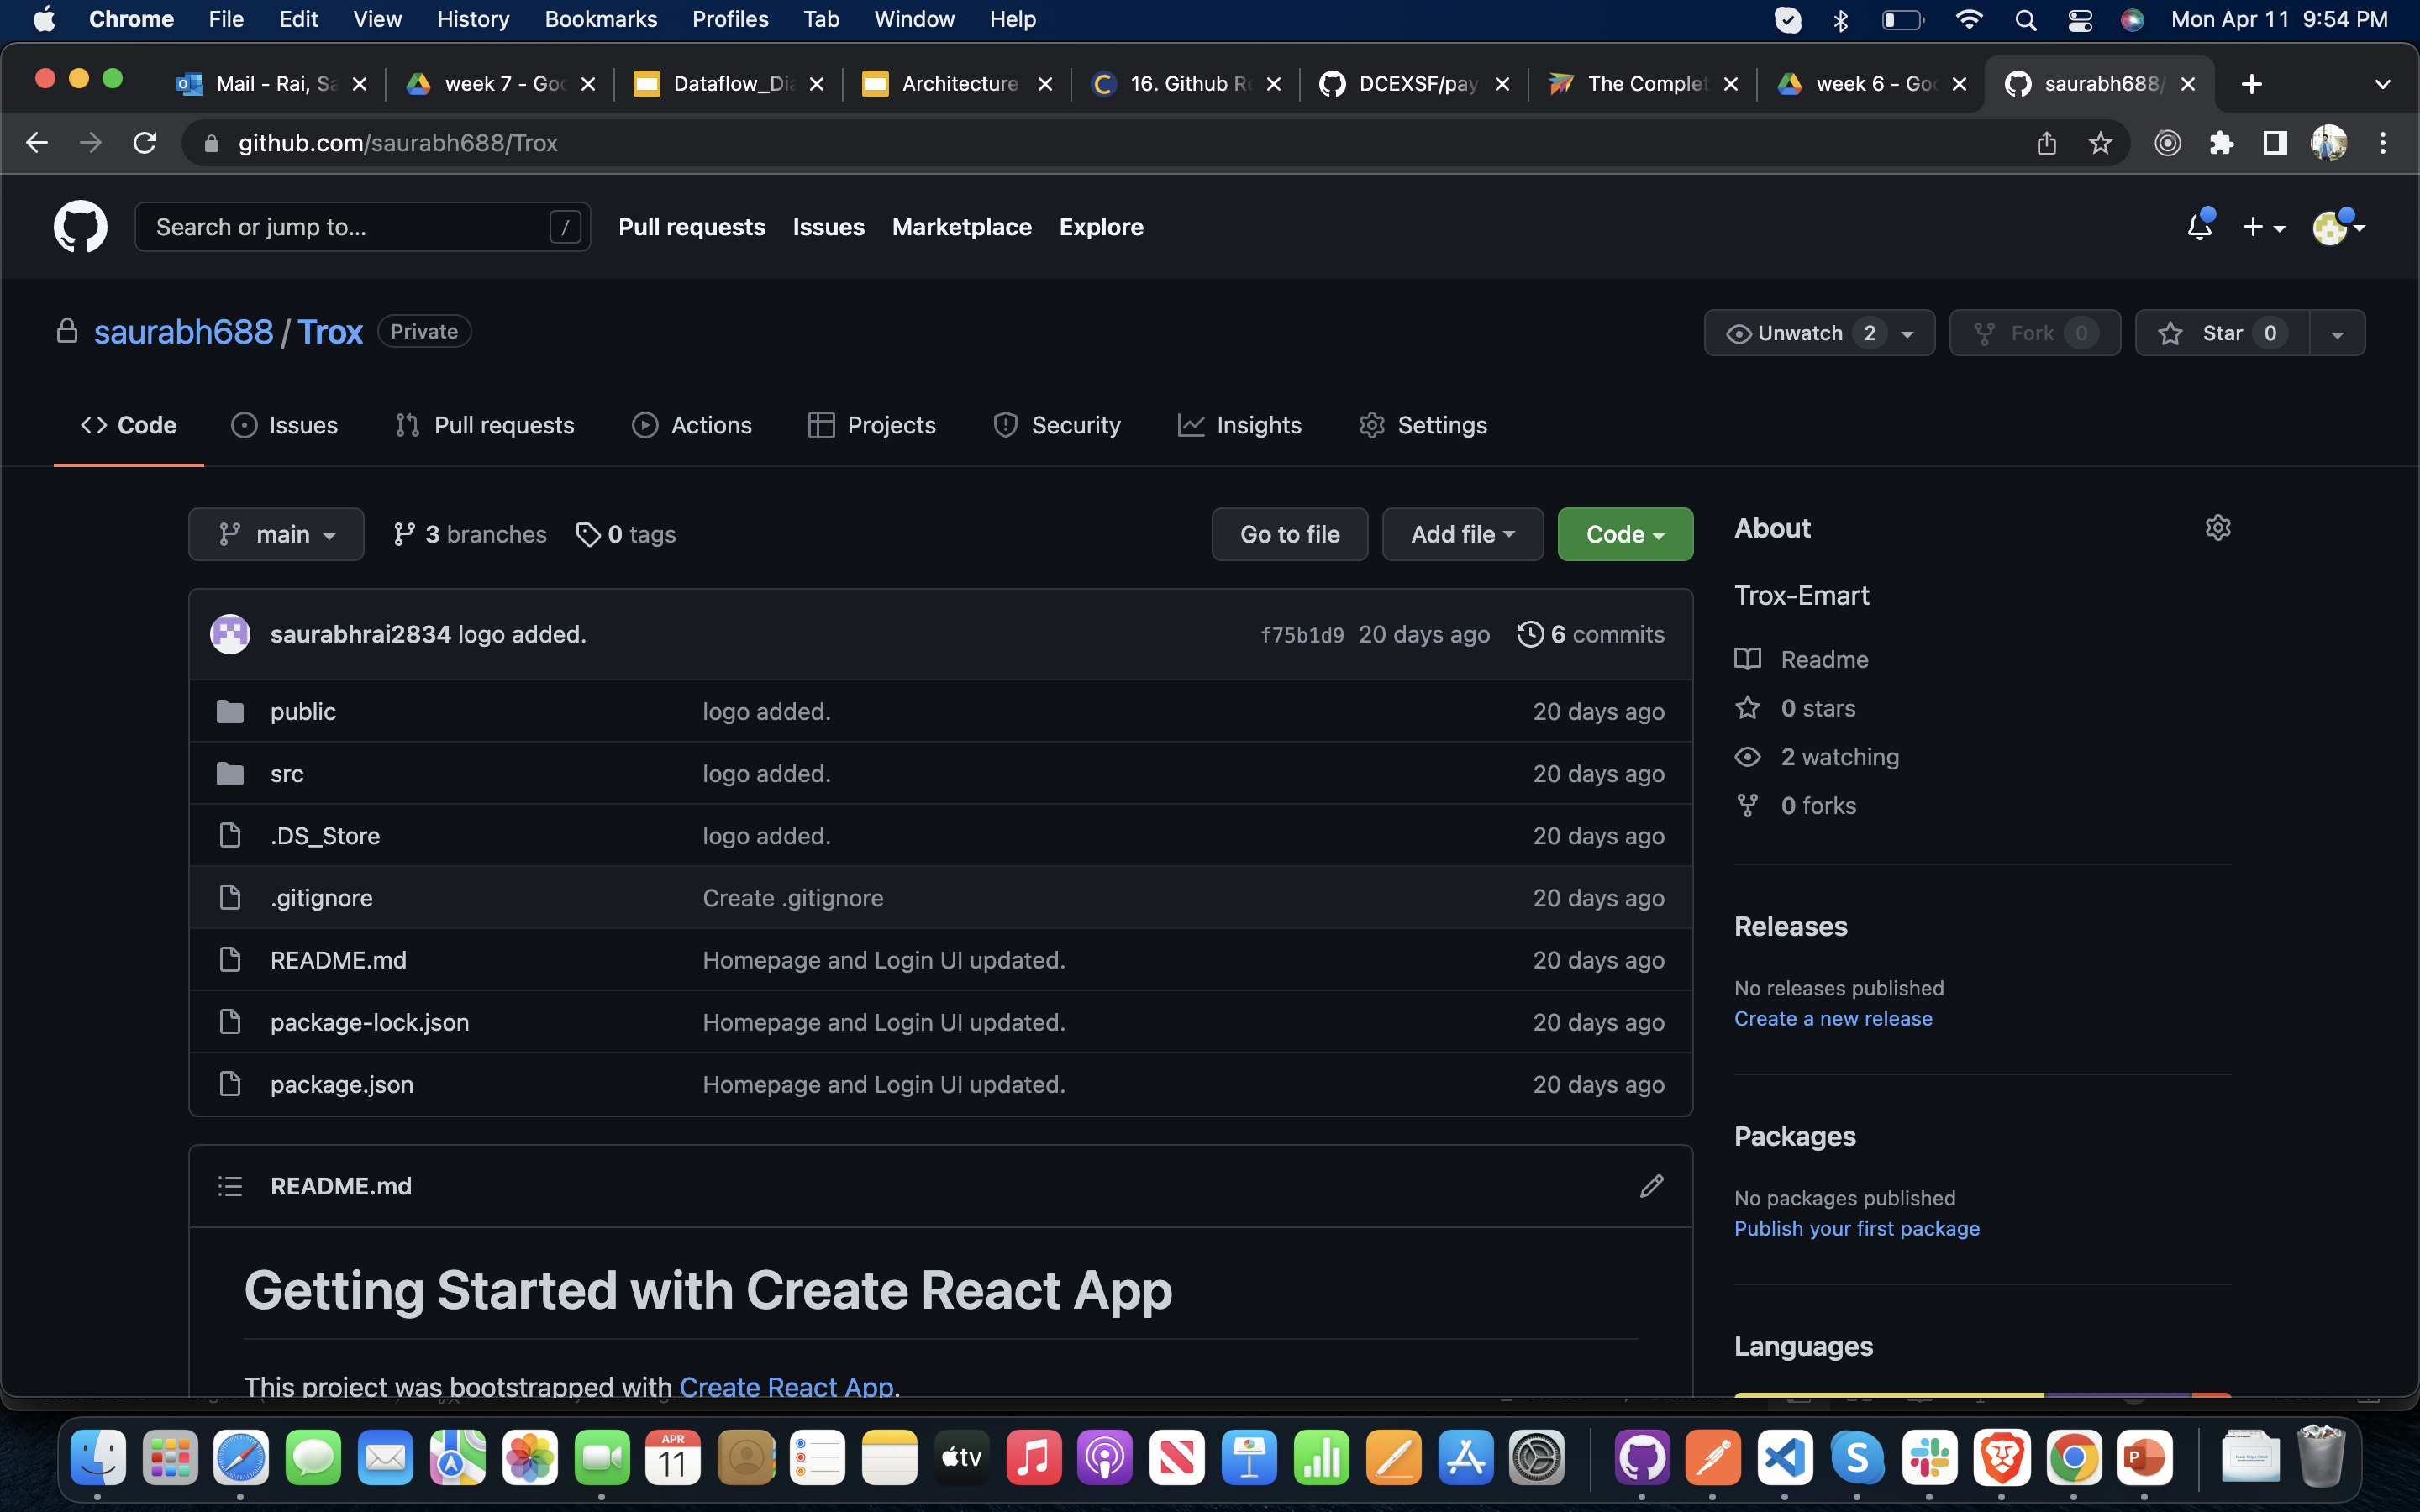 Chrome File Edit View History Bookmarks Profiles Tab Window Help Mon Apr 11 9:54 PM
Mail - Rai, Sa week 7 - Goo Dataflow_Dia Architecture 16. Github Re DCEXSF/pay The Complet week 6 - Goo saurabh688/
github.com/saurabh688/Trox
Search or jump to... / Pull requests Issues Marketplace Explore
saurabh688 / Trox Private Unwatch 2 Fork 0 Star 0
Code Issues Pull requests Actions Projects Security Insights Settings
main 3 branches 0 tags Go to file Add file Code
saurabhrai2834 logo added. f75b1d9 20 days ago 6 commits
public logo added. 20 days ago
src logo added. 20 days ago
.DS_Store logo added. 20 days ago
.gitignore Create .gitignore 20 days ago
README.md Homepage and Login UI updated. 20 days ago
package-lock.json Homepage and Login UI updated. 20 days ago
package.json Homepage and Login UI updated. 20 days ago
README.md
Getting Started with Create React App
This project was bootstrapped with Create React App.
About
Trox-Emart
Readme
0 stars
2 watching
0 forks
Releases
No releases published
Create a new release
Packages
No packages published
Publish your first package
Languages
APR
11
tv
S
P